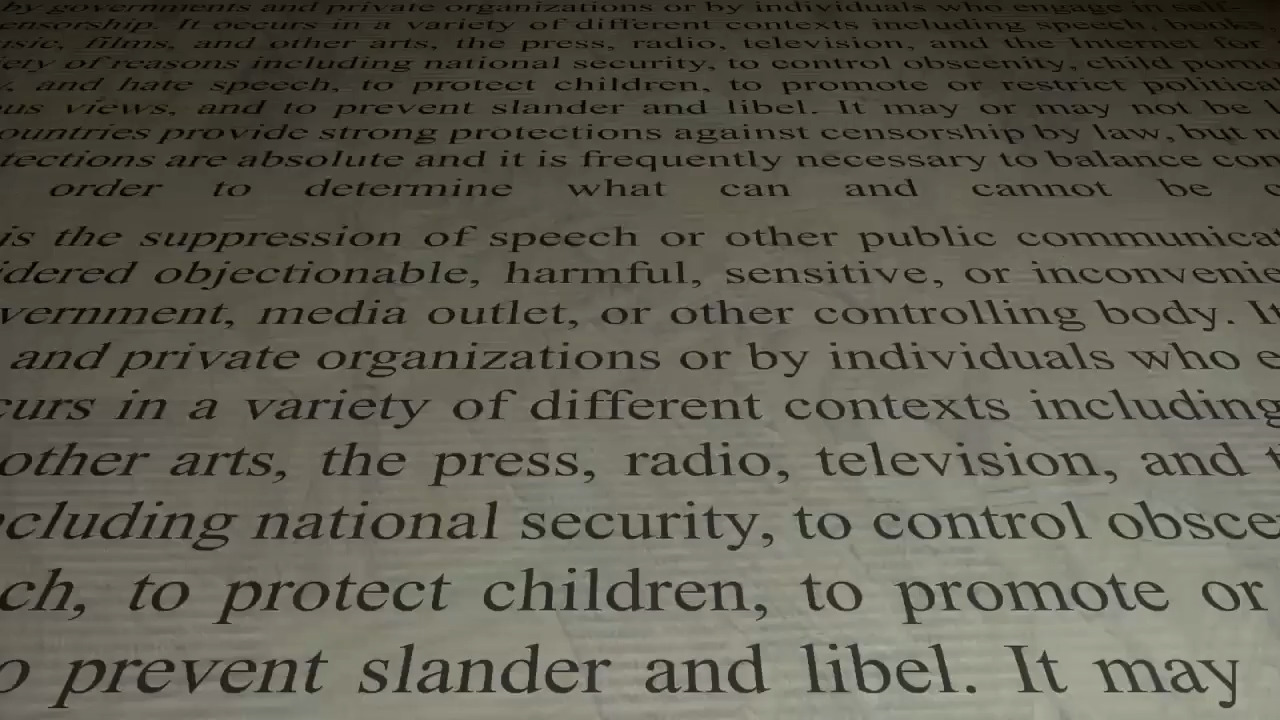 by governments and private organizations or by individuals who engage in self-
ensorship. It occurs in a variety of different contexts including speech, books,
usic, films, and other arts, the press, radio, television, and the Internet for
iety of reasons including national security, to control obscenity, child porno
y, and hate speech, to protect children, to promote or restrict political
ous views, and to prevent slander and libel. It may or may not be l
ountries provide strong protections against censorship by law, but n
tections are absolute and it is frequently necessary to balance con
order to determine what can and cannot be c
is the suppression of speech or other public communicat
idered objectionable, harmful, sensitive, or inconvenie
vernment, media outlet, or other controlling body. It
and private organizations or by individuals who e
curs in a variety of different contexts including
other arts, the press, radio, television, and t
ncluding national security, to control obsce
ch, to protect children, to promote or
o prevent slander and libel. It may